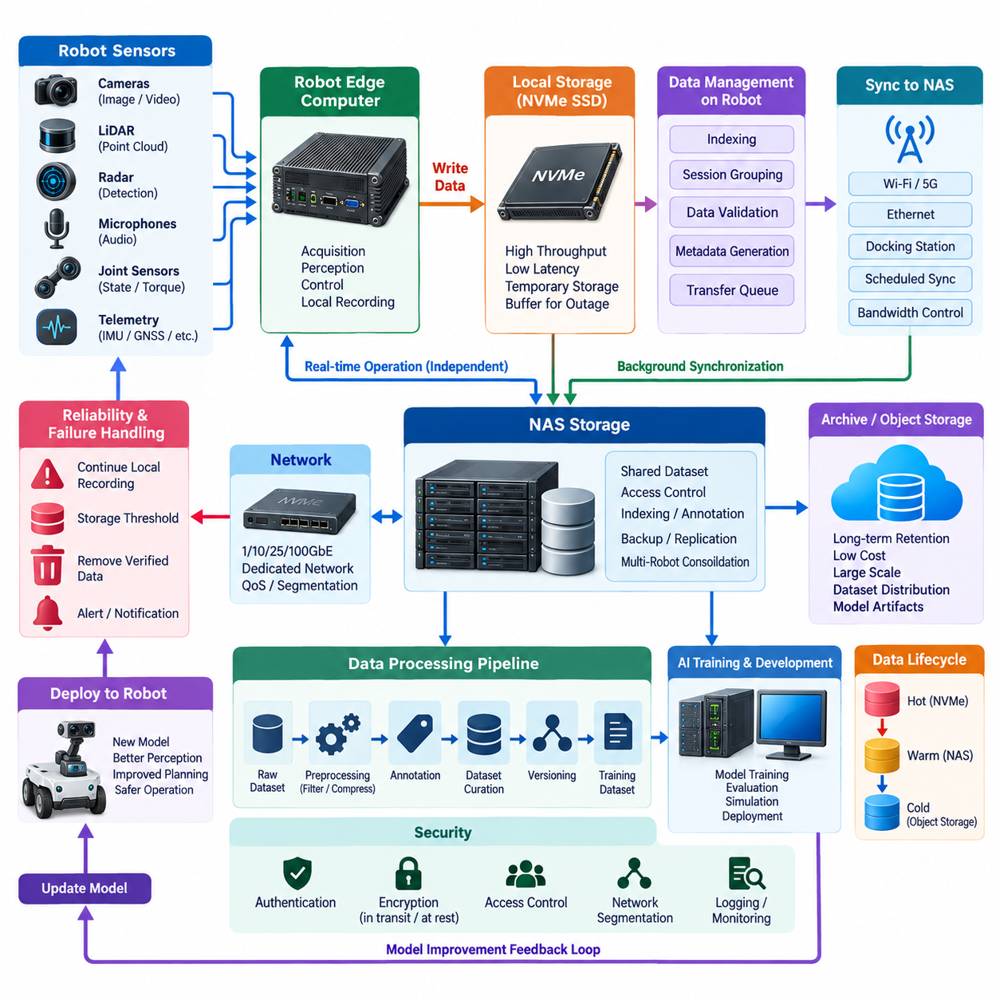 Robot Sensors
Cameras
(Image / Video)
LiDAR
(Point Cloud)
Radar
(Detection)
Microphones
(Audio)
Joint Sensors
(State / Torque)
Telemetry
(IMU / GNSS / etc.)
Robot Edge
Computer
Acquisition
Perception
Control
Local Recording
Write
Data
Local Storage
(NVMe SSD)
NVMe
High Throughput
Low Latency
Temporary Storage
Buffer for Outage
Data Management
on Robot
Indexing
Session Grouping
Data Validation
Metadata Generation
Transfer Queue
Sync to NAS
Wi-Fi / 5G
Ethernet
Docking Station
Scheduled Sync
Bandwidth Control
Real-time Operation (Independent)
Background Synchronization
Reliability &
Failure Handling
Continue Local
Recording
Storage Threshold
Remove Verified
Data
Alert / Notification
Network
NVMe
1/10/25/100GbE
Dedicated Network
QoS / Segmentation
NAS Storage
Shared Dataset
Access Control
Indexing / Annotation
Backup / Replication
Multi-Robot Consoildation
Archive / Object Storage
Long-term Retention
Low Cost
Large Scale
Dataset Distribution
Model Artifacts
Deploy to Robot
New Model
Better Perception
Improved Planning
Safer Operation
Update Model
Data Processing Pipeline
Raw
Dataset
Preprocessing
(Filter / Compress)
Annotation
Dataset
Curation
Versioning
Training
Dataset
AI Training & Development
Model Training
Evaluation
Simulation
Deployment
Data Lifecycle
Hot (NVMe)
Warm (NAS)
Cold
(Object Storage)
Security
Authentication
Encryption
(in transit / at rest)
Access Control
Network
Segmentation
Logging /
Monitoring
Model Improvement Feedback Loop